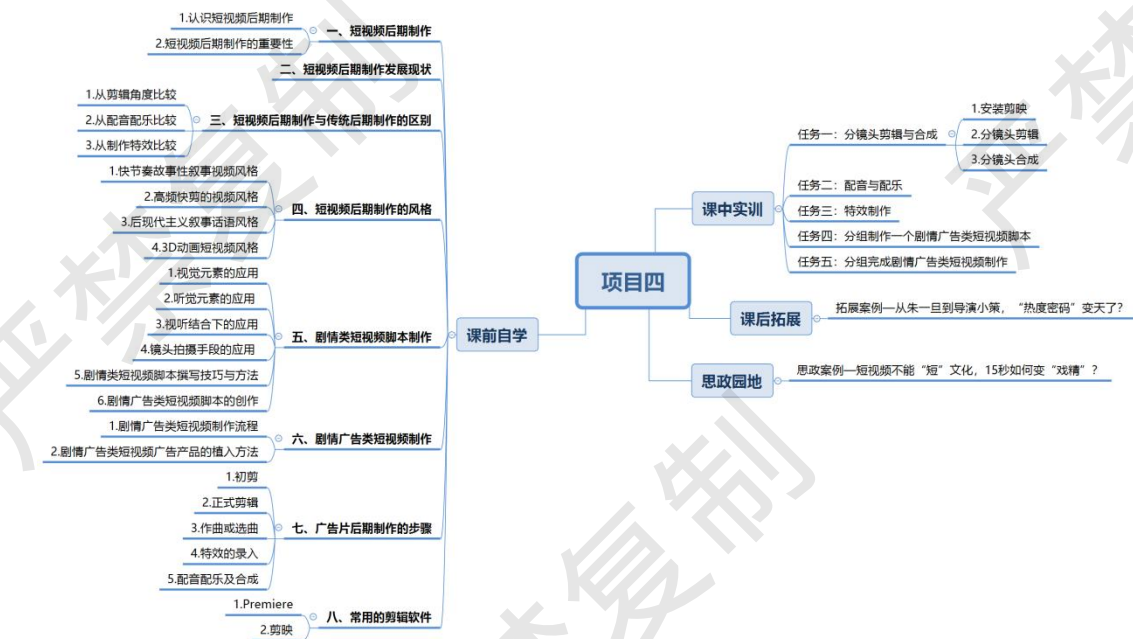 项目四
课前自学
一、短视频后期制作
1.认识短视频后期制作
2.短视频后期制作的重要性
二、短视频后期制作发展现状
三、短视频后期制作与传统后期制作的区别
1.从剪辑角度比较
2.从配音配乐比较
3.从制作特效比较
四、短视频后期制作的风格
1.快节奏故事性叙事视频风格
2.高频快剪的视频风格
3.后现代主义叙事话语风格
4.3D动画短视频风格
五、剧情类短视频脚本制作
1.视觉元素的应用
2.听觉元素的应用
3.视听结合下的应用
4.镜头拍摄手段的应用
5.剧情类短视频脚本撰写技巧与方法
6.剧情广告类短视频脚本的创作
六、剧情广告类短视频制作
1.剧情广告类短视频制作流程
2.剧情广告类短视频广告产品的植入方法
七、广告片后期制作的步骤
1.初剪
2.正式剪辑
3.作曲或选曲
4.特效的录入
5.配音配乐及合成
八、常用的剪辑软件
1.Premiere
2.剪映
课中实训
任务一：分镜头剪辑与合成
1.安装剪映
2.分镜头剪辑
3.分镜头合成
任务二：配音与配乐
任务三：特效制作
任务四：分组制作一个剧情广告类短视频脚本
任务五：分组完成剧情广告类短视频制作
课后拓展
拓展案例—从朱一旦到导演小策，“热度密码”变天了？
思政园地
思政案例—短视频不能“短”文化，15秒如何变“戏精”？
严禁复制
严禁
禁复制